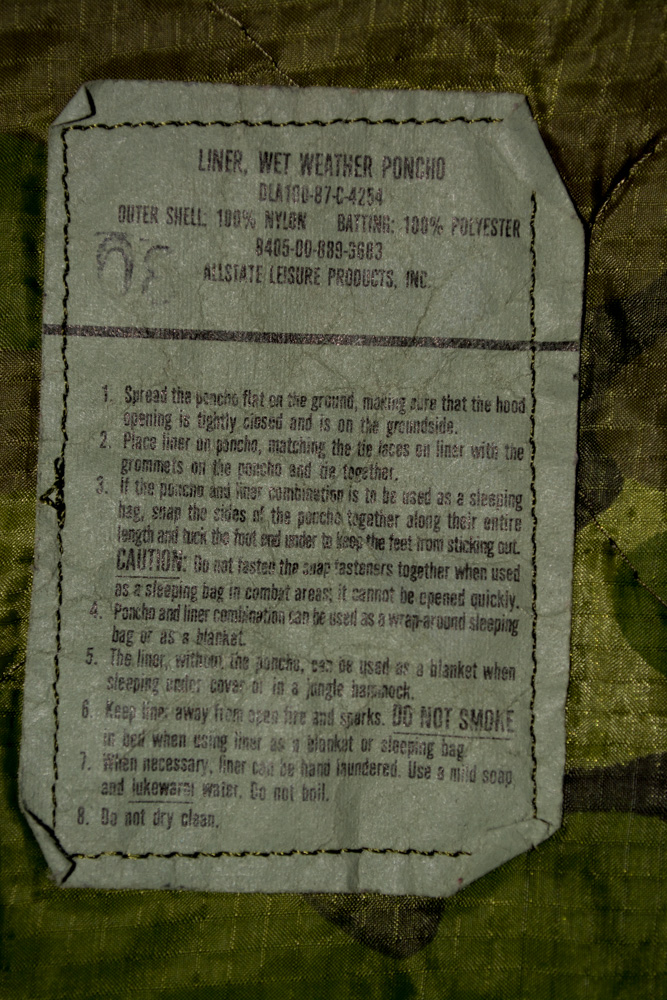 LINER, WET WEATHER PONCHO
DLA100-87-C-4254
OUTER SHELL: 100% NYLON BATTING: 100% POLYESTER
8405-00-889-3683
ALLSTATE LEISURE PRODUCTS, INC.
1. Spread the poncho flat on the ground, making sure that the hood
opening is tightly closed and is on the groundside.
2. Place liner on poncho, matching the tie laces on liner with the
grommets on the poncho and tie together.
3. If the poncho and liner combination is to be used as a sleeping
bag, snap the sides of the poncho together along their entire
length and tuck the foot end under to keep the feet from sticking out.
CAUTION: Do not fasten the snap fasteners together when used
as a sleeping bag in combat areas; it cannot be opened quickly.
4. Poncho and liner combination can be used as a wrap-around sleeping
bag or as a blanket.
5. The liner, without the poncho, can be used as a blanket when
sleeping under cover or in a jungle hammock.
6. Keep liner away from open fire and sparks. DO NOT SMOKE
in bed when using liner as a blanket or sleeping bag
7. When necessary, liner can be hand laundered. Use a mild soap
and lukewarm water. Do not boil.
8. Do not dry clean.